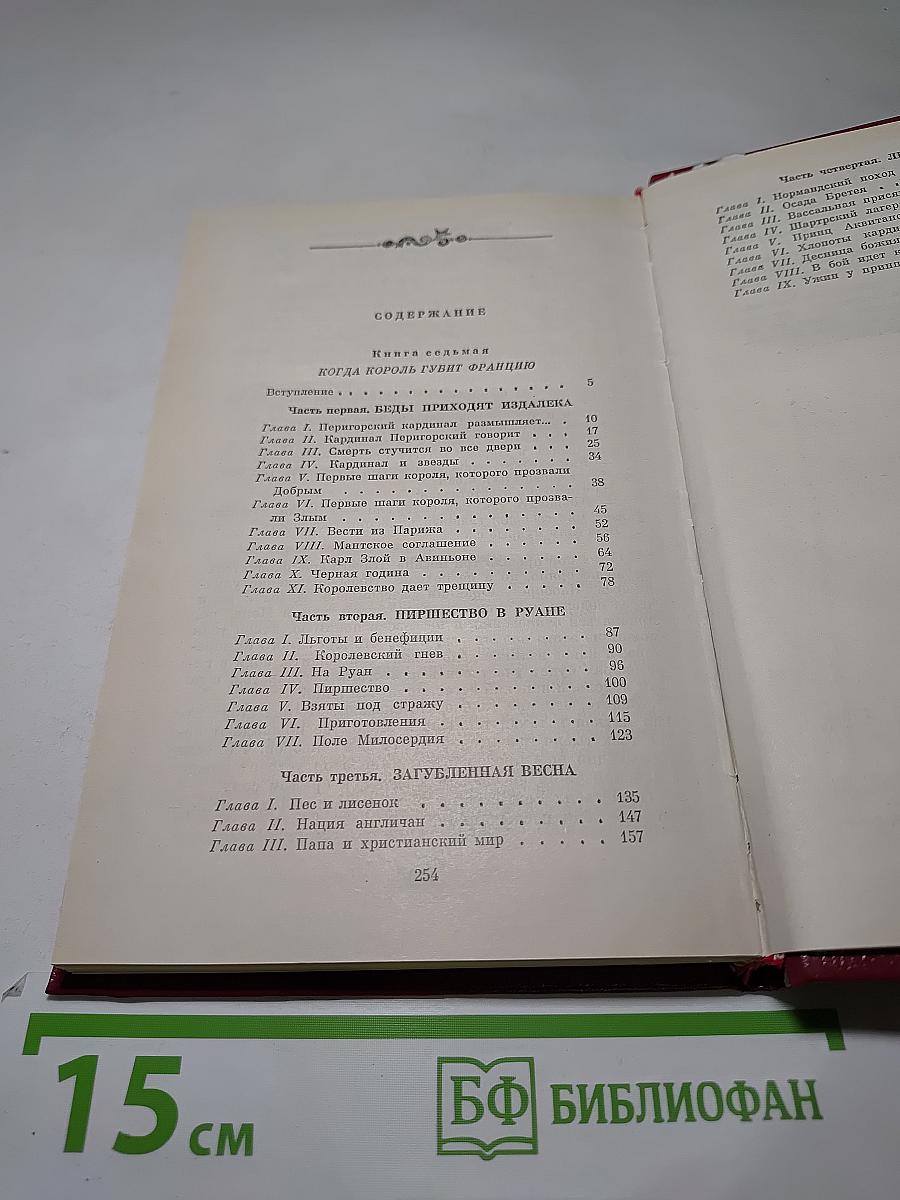 СОДЕРЖАНИЕ
Книга седьмая
КОГДА КОРОЛЬ ГУБИТ ФРАНЦИЮ
Вступление . . . . . . . . . . . . . . . . 5
Часть первая. БЕДЫ ПРИХОДЯТ ИЗДАЛЕКА
Глава I. Перигорский кардинал размышляет... . 10
Глава II. Кардинал Перигорский говорит . . . 17
Глава III. Смерть стучится во все двери . . . 25
Глава IV. Кардинал и звезды . . . . . . . 34
Глава V. Первые шаги короля, которого прозвали
Добрым . . . . . . . . . . . . . . . 38
Глава VI. Первые шаги короля, которого прозва-
ли Злым . . . . . . . . . . . . . . 45
Глава VII. Вести из Парижа . . . . . . . . 52
Глава VIII. Мантское соглашение . . . . . . 56
Глава IX. Карл Злой в Авиньоне . . . . . . 64
Глава X. Черная година . . . . . . . . . . 72
Глава XI. Королевство дает трещину . . . . . 78
Часть вторая. ПИРШЕСТВО В РУАНЕ
Глава I. Льготы и бенефиции . . . . . . . . 87
Глава II. Королевский гнев . . . . . . . . 90
Глава III. На Руан . . . . . . . . . . . . 96
Глава IV. Пиршество . . . . . . . . . . . 100
Глава V. Взяты под стражу . . . . . . . . 109
Глава VI. Приготовления . . . . . . . . . 115
Глава VII. Поле Милосердия . . . . . . . . 123
Часть третья. ЗАГУБЛЕННАЯ ВЕСНА
Глава I. Пес и лисенок . . . . . . . . . . 135
Глава II. Нация англичан . . . . . . . . . 147
Глава III. Папа и христианский мир . . . . . 157
254
Часть четвертая.
Глава I. Нормандский поход
Глава II. Осада Бретея . .
Глава III. Вассальная
Глава IV. Шартрский
Глава V. Принц
Глава VI. Хлопоты
Глава VII. Десница
Глава VIII. В бой идет
Глава IX. Ужин у
15 см
БФ БИБЛИОФАН